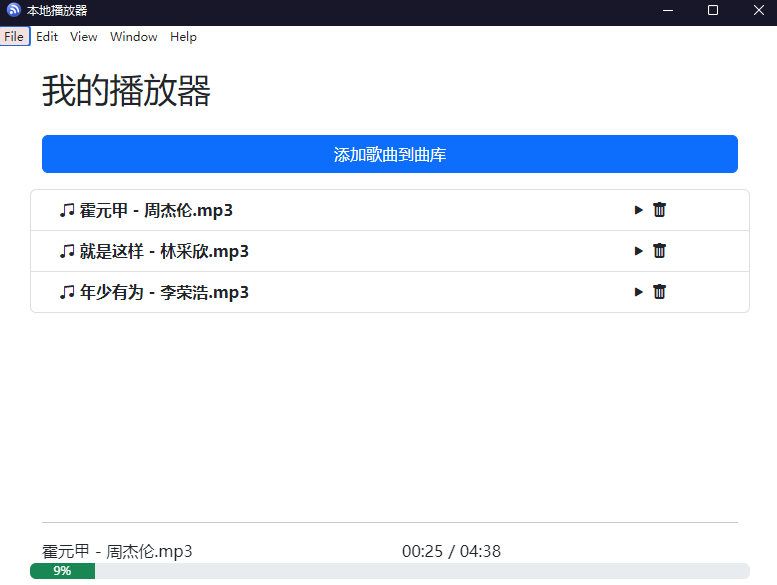 本地播放器
File Edit View Window Help
我的播放器
添加歌曲到曲库
霍元甲 - 周杰伦.mp3
就是这样 - 林采欣.mp3
年少有为 - 李荣浩.mp3
霍元甲 - 周杰伦.mp3 00:25 / 04:38
9%